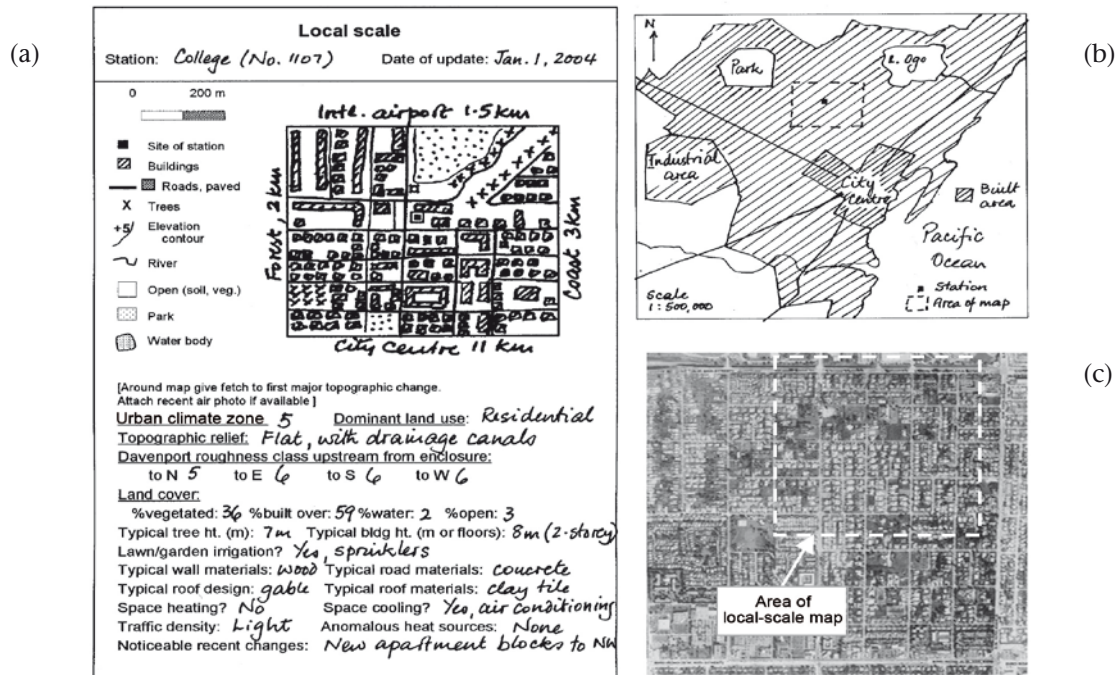 (a)
Local scale
Station: College (No. 1107) Date of update: Jan. 1, 2004
0 200 m
Site of station
Buildings
Roads, paved
X Trees
+5 Elevation
contour
River
Open (soil, veg.)
Park
Water body
Intl. airport 1.5 km
Forest, 2 km
Coast 3 km
City Centre 11 km
[Around map give fetch to first major topographic change.
Attach recent air photo if available ]
Urban climate zone 5 Dominant land use: Residential
Topographic relief: Flat, with drainage canals
Davenport roughness class upstream from enclosure:
to N 5 to E 6 to S 6 to W 6
Land cover:
%vegetated: 36 %built over: 59 %water: 2 %open: 3
Typical tree ht. (m): 7m Typical bldg ht. (m or floors): 8m (2-storey)
Lawn/garden irrigation? Yes, sprinklers
Typical wall materials: wood Typical road materials: concrete
Typical roof design: gable Typical roof materials: clay tile
Space heating? No Space cooling? Yes, air conditioning
Traffic density: Light Anomalous heat sources: None
Noticeable recent changes: New apartment blocks to NW
(b)
N
Park
L. Ogo
Industrial
area
City
Centre
Built
area
Pacific
Ocean
Station
Area of map
Scale
1:500,000
(c)
Area of
local-scale map